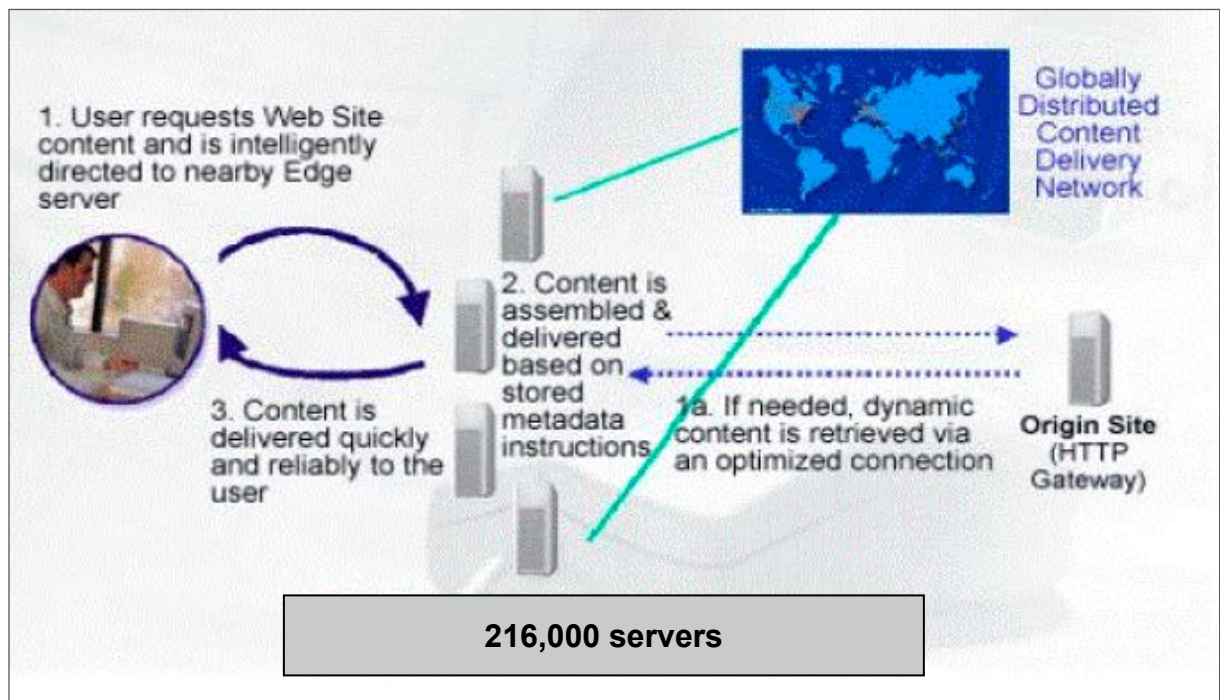 1. User requests Web Site
content and is intelligently
directed to nearby Edge
server
Globally
Distributed
Content
Delivery
Network
2. Content is
assembled &
delivered
based on
stored
metadata
instructions
3. Content is
delivered quickly
and reliably to the
user
1a. If needed, dynamic
content is retrieved via
an optimized connection
Origin Site
(HTTP
Gateway)
216,000 servers